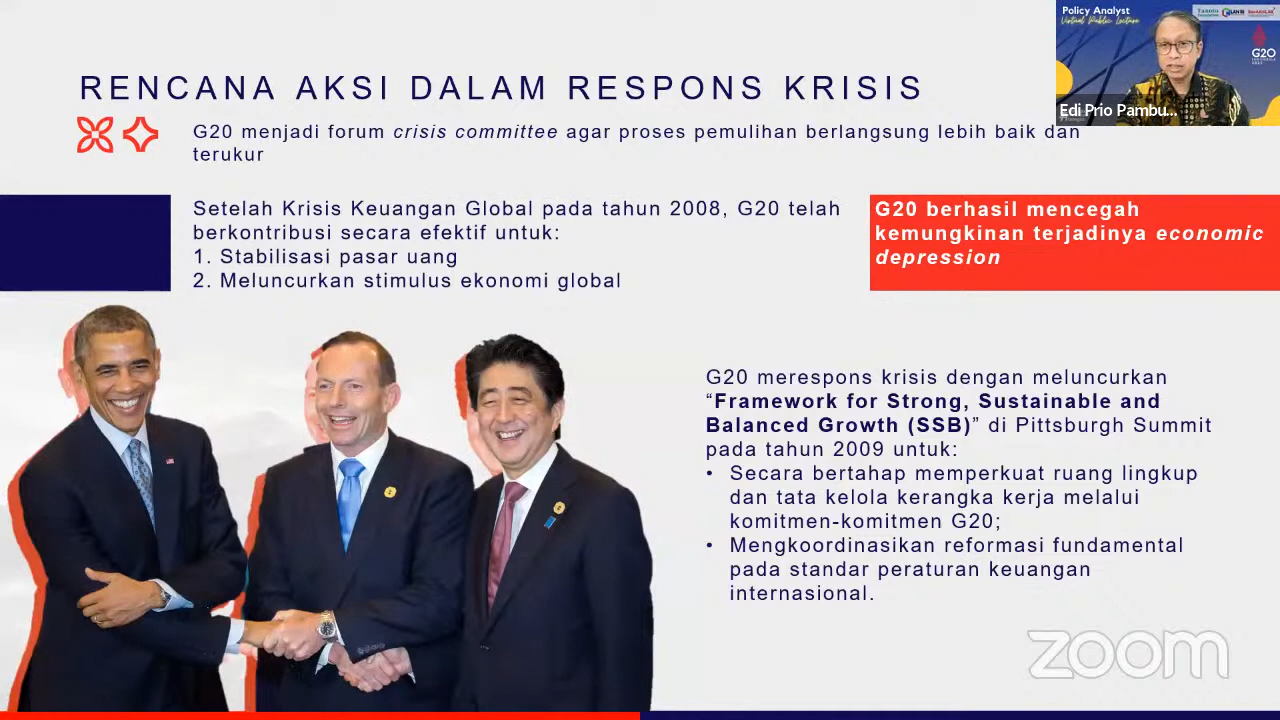 Policy Analyst
Virtual Public Lecture
G20
Edi Prio Pambu...
RENCANA AKSI DALAM RESPONS KRISIS
G20 menjadi forum crisis committee agar proses pemulihan berlangsung lebih baik dan
terukur
Setelah Krisis Keuangan Global pada tahun 2008, G20 telah
berkontribusi secara efektif untuk:
1. Stabilisasi pasar uang
2. Meluncurkan stimulus ekonomi global
G20 berhasil mencegah
kemungkinan terjadinya economic
depression
G20 merespons krisis dengan meluncurkan
“Framework for Strong, Sustainable and
Balanced Growth (SSB)” di Pittsburgh Summit
pada tahun 2009 untuk:
• Secara bertahap memperkuat ruang lingkup
dan tata kelola kerangka kerja melalui
komitmen-komitmen G20;
• Mengkoordinasikan reformasi fundamental
pada standar peraturan keuangan
internasional.
zoom